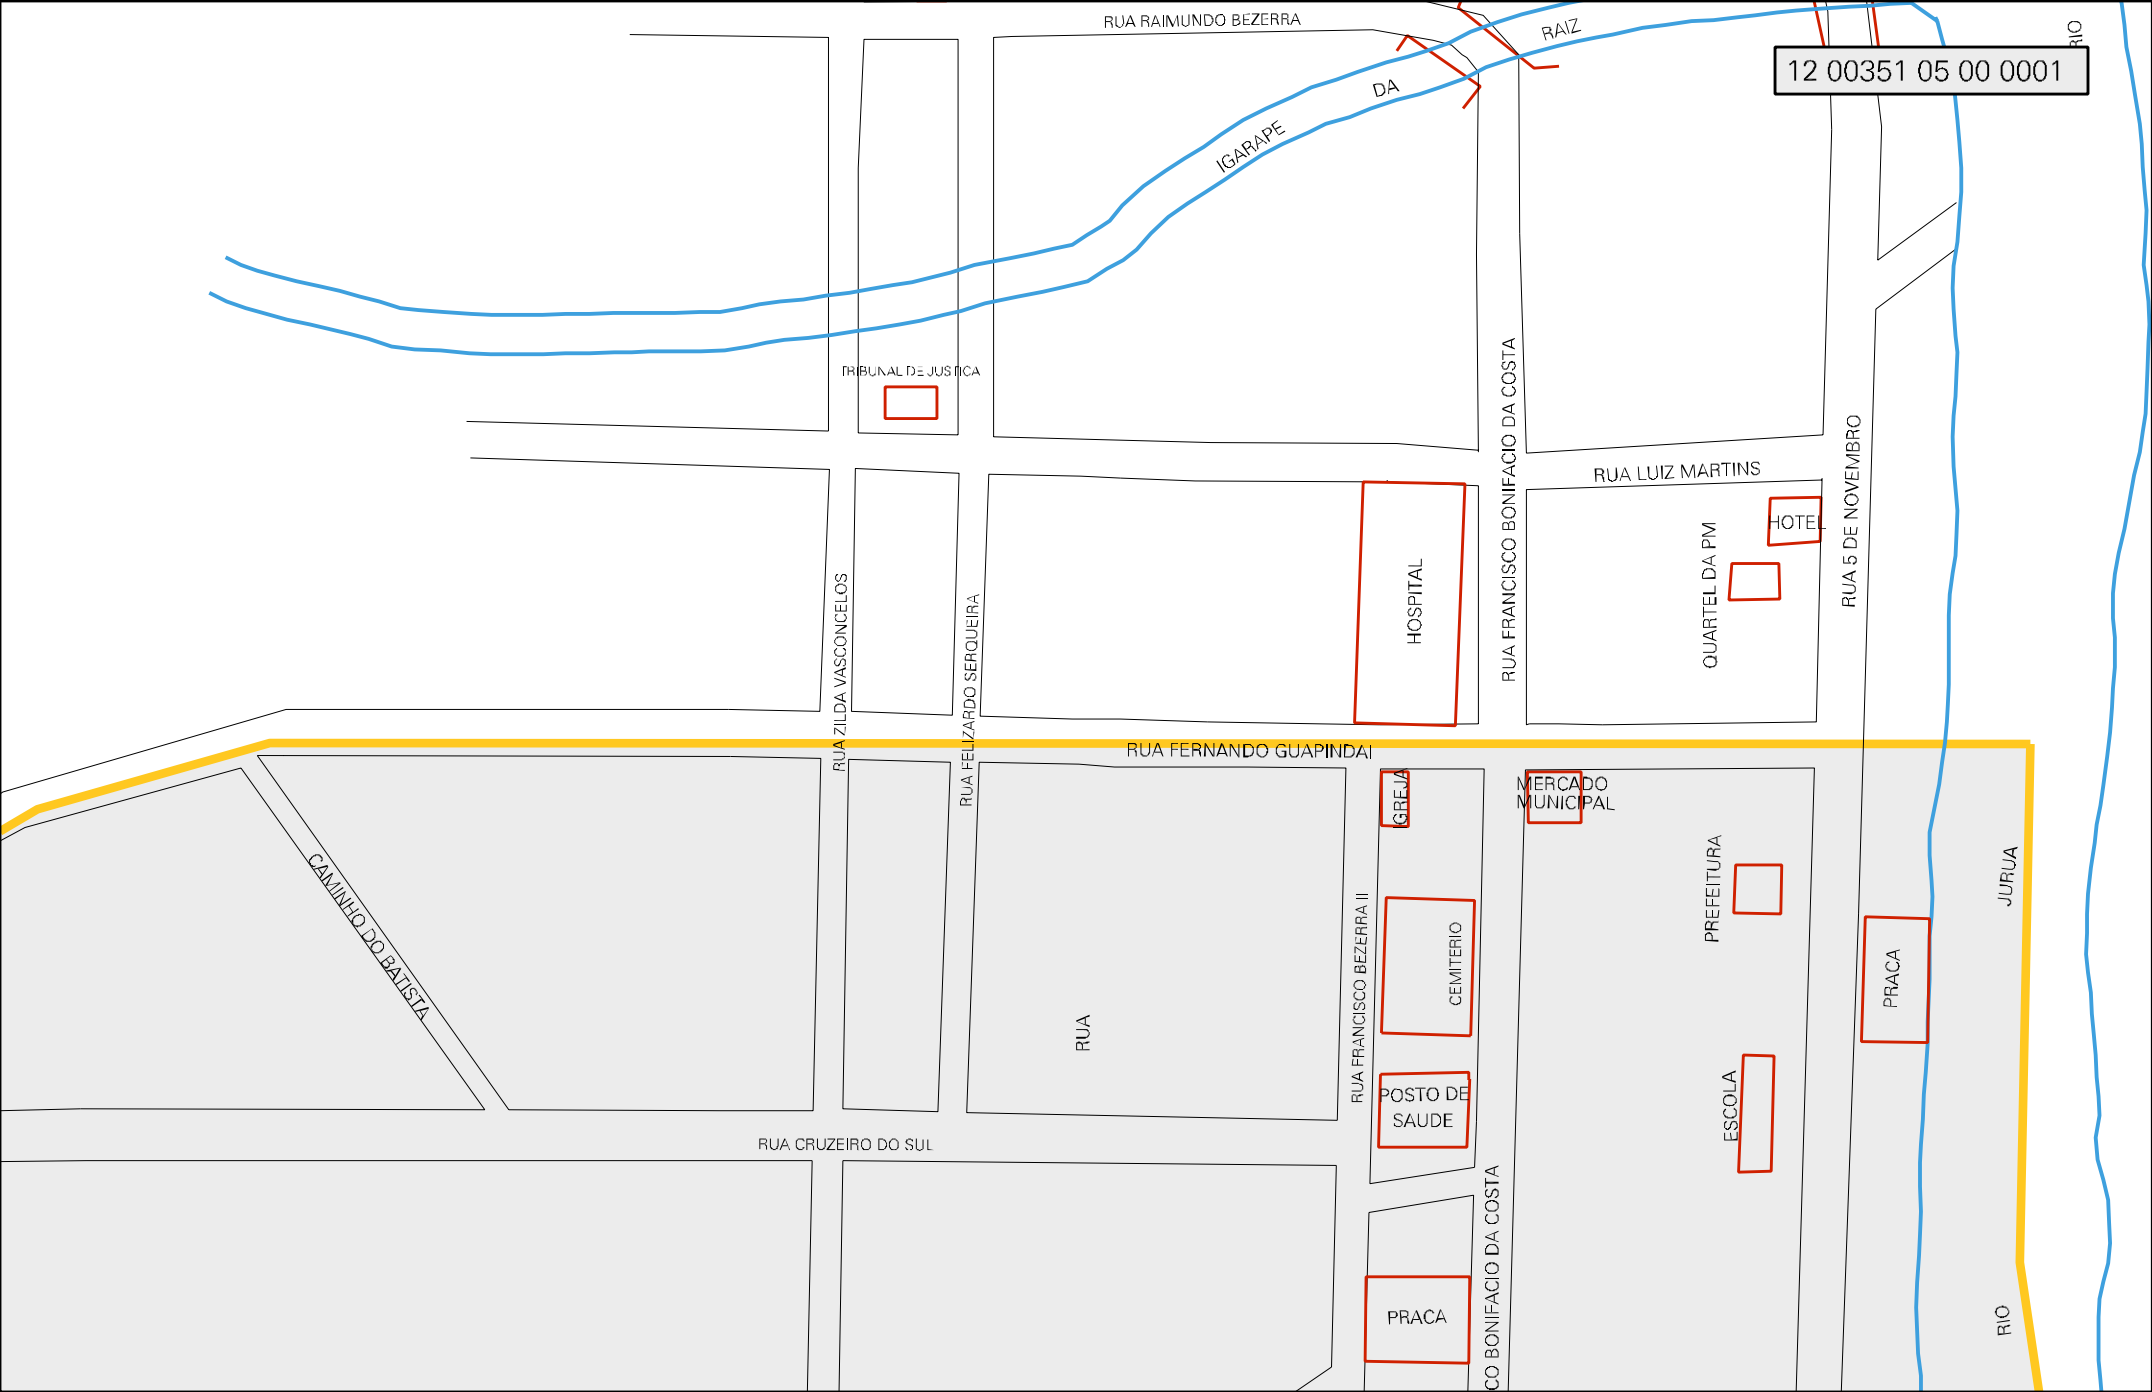 RUA RAIMUNDO BEZERRA
RAIZ
RIO
12 00351 05 00 0001
DA
IGARAPE
TRIBUNAL DE JUSTICA
RUA FRANCISCO BONIFACIO DA COSTA
RUA LUIZ MARTINS
RUA 5 DE NOVEMBRO
HOTEL
QUARTEL DA PM
HOSPITAL
RUA ZILDA VASCONCELOS
RUA FELIZARDO SERQUEIRA
RUA FERNANDO GUAPINDAI
IGREJA
MERCADO
MUNICIPAL
PREFEITURA
JURUA
CAMINHO DO BATISTA
RUA FRANCISCO BEZERRA II
CEMITERIO
PRACA
RUA
POSTO DE
SAUDE
ESCOLA
RUA CRUZEIRO DO SUL
CO BONIFACIO DA COSTA
PRACA
RIO